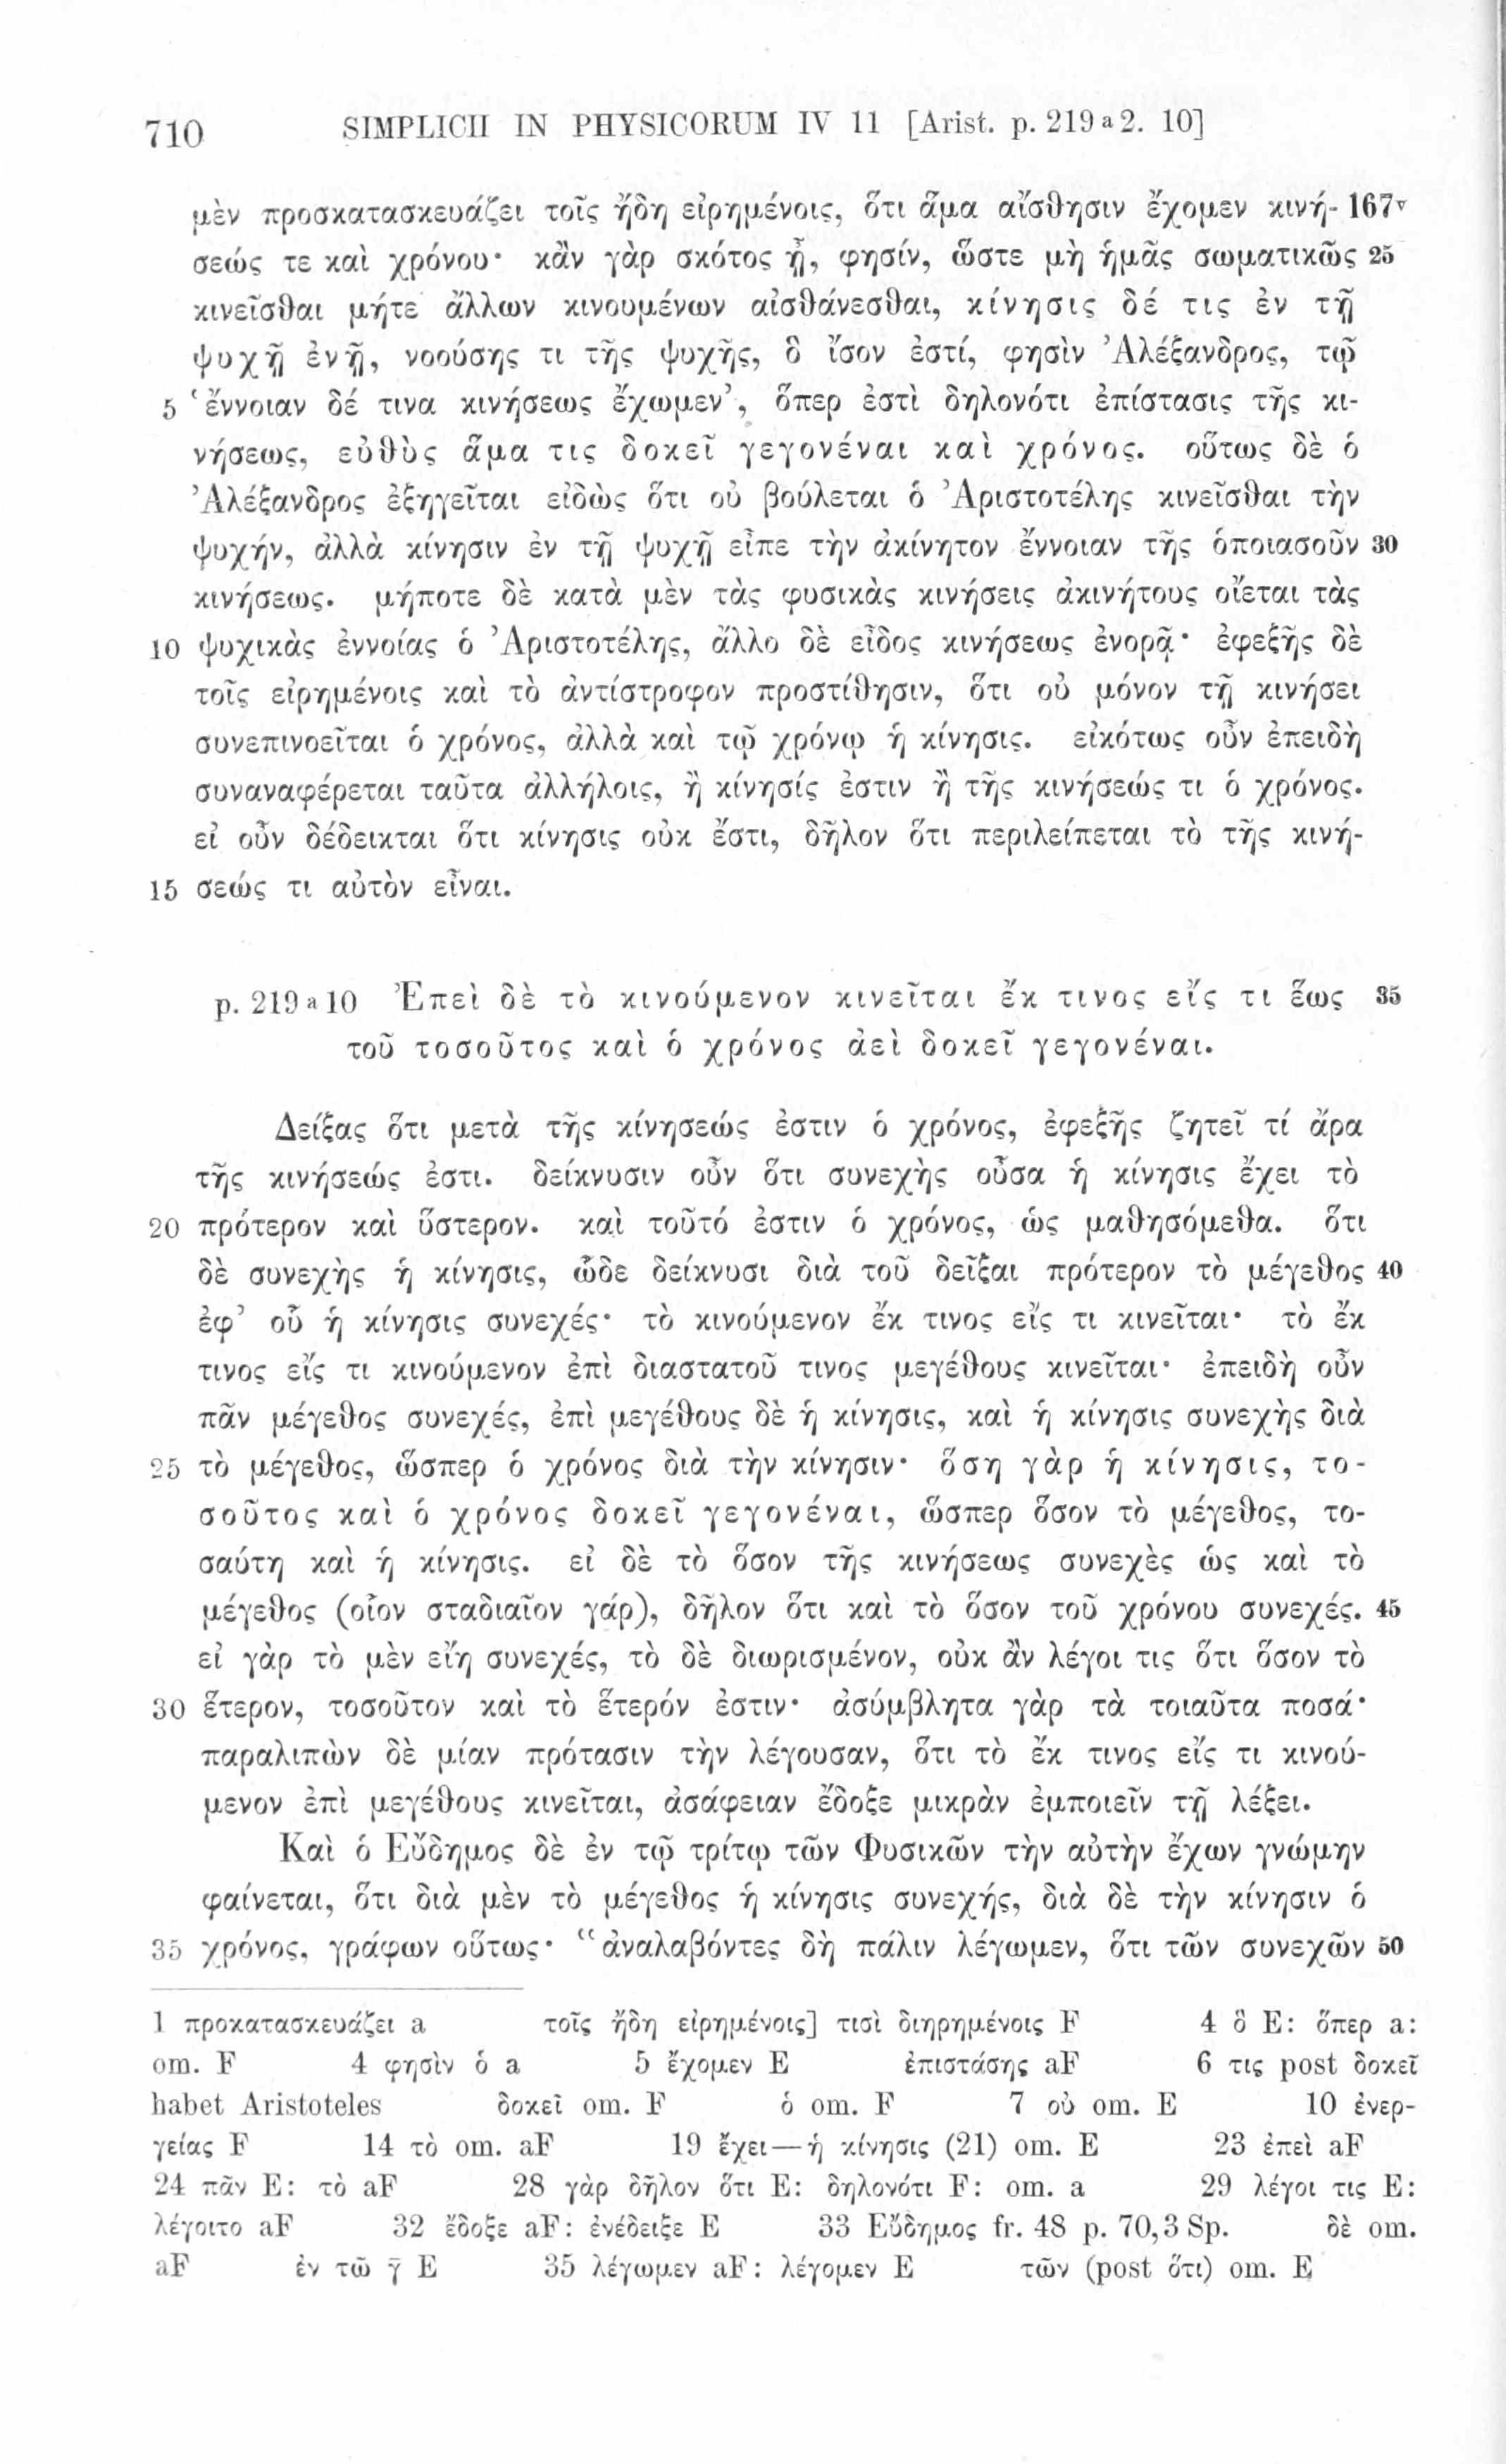 710 SIMPLICII IN PHYSICORUM IV 11 [Arist. p. 219 a 2. 10]
μὲν προσκατασκευάζει τοῖς ἤδη εἰρημένοις, ὅτι ἅμα αἴσθησιν ἔχομεν κινή- 167v
σεώς τε καὶ χρόνου· κἂν γὰρ σκότος ᾖ, φησίν, ὥστε μὴ ἡμᾶς σωματικῶς 25
κινεῖσθαι μήτε ἄλλων κινουμένων αἰσθάνεσθαι, κίνησις δέ τις ἐν τῇ
ψυχῇ ἐνῇ, νοούσης τι τῆς ψυχῆς, ὃ ἴσον ἐστί, φησὶν Ἀλέξανδρος, τῷ
5 ‘ἔννοιαν δέ τινα κινήσεως ἔχωμεν’, ὅπερ ἐστὶ δηλονότι ἐπίστασις τῆς κι-
νήσεως, εὐθὺς ἅμα τις δοκεῖ γεγονέναι καὶ χρόνος. οὕτως δὲ ὁ
Ἀλέξανδρος ἐξηγεῖται εἰδὼς ὅτι οὐ βούλεται ὁ Ἀριστοτέλης κινεῖσθαι τὴν
ψυχήν, ἀλλὰ κίνησιν ἐν τῇ ψυχῇ εἶπε τὴν ἀκίνητον ἔννοιαν τῆς ὁποιασοῦν 30
κινήσεως. μήποτε δὲ κατὰ μὲν τὰς φυσικὰς κινήσεις ἀκινήτους οἴεται τὰς
10 ψυχικὰς ἐννοίας ὁ Ἀριστοτέλης, ἄλλο δὲ εἶδος κινήσεως ἐνορᾷ· ἐφεξῆς δὲ
τοῖς εἰρημένοις καὶ τὸ ἀντίστροφον προστίθησιν, ὅτι οὐ μόνον τῇ κινήσει
συνεπινοεῖται ὁ χρόνος, ἀλλὰ καὶ τῷ χρόνῳ ἡ κίνησις. εἰκότως οὖν ἐπειδὴ
συναναφέρεται ταῦτα ἀλλήλοις, ἢ κίνησίς ἐστιν ἢ τῆς κινήσεώς τι ὁ χρόνος.
εἰ οὖν δέδεικται ὅτι κίνησις οὐκ ἔστι, δῆλον ὅτι περιλείπεται τὸ τῆς κινή-
15 σεώς τι αὐτὸν εἶναι.
p. 219 a 10 Ἐπεὶ δὲ τὸ κινούμενον κινεῖται ἔκ τινος εἴς τι ἕως 35
τοῦ τοσοῦτος καὶ ὁ χρόνος ἀεὶ δοκεῖ γεγονέναι.
Δείξας ὅτι μετὰ τῆς κίνησεώς ἐστιν ὁ χρόνος, ἐφεξῆς ζητεῖ τί ἄρα
τῆς κινήσεώς ἐστι. δείκνυσιν οὖν ὅτι συνεχὴς οὖσα ἡ κίνησις ἔχει τὸ
20 πρότερον καὶ ὕστερον. καὶ τοῦτό ἐστιν ὁ χρόνος, ὡς μαθησόμεθα. ὅτι
δὲ συνεχὴς ἡ κίνησις, ὧδε δείκνυσι διὰ τοῦ δεῖξαι πρότερον τὸ μέγεθος 40
ἐφ’ οὗ ἡ κίνησις συνεχές· τὸ κινούμενον ἔκ τινος εἴς τι κινεῖται· τὸ ἔκ
τινος εἴς τι κινούμενον ἐπὶ διαστατοῦ τινος μεγέθους κινεῖται· ἐπειδὴ οὖν
πᾶν μέγεθος συνεχές, ἐπὶ μεγέθους δὲ ἡ κίνησις, καὶ ἡ κίνησις συνεχὴς διὰ
25 τὸ μέγεθος, ὥσπερ ὁ χρόνος διὰ τὴν κίνησιν· ὅση γὰρ ἡ κίνησις, το-
σοῦτος καὶ ὁ χρόνος δοκεῖ γεγονέναι, ὥσπερ ὅσον τὸ μέγεθος, το-
σαύτη καὶ ἡ κίνησις. εἰ δὲ τὸ ὅσον τῆς κινήσεως συνεχὲς ὡς καὶ τὸ
μέγεθος (οἷον σταδιαῖον γάρ), δῆλον ὅτι καὶ τὸ ὅσον τοῦ χρόνου συνεχές. 45
εἰ γὰρ τὸ μὲν εἴη συνεχές, τὸ δὲ διωρισμένον, οὐκ ἂν λέγοι τις ὅτι ὅσον τὸ
30 ἕτερον, τοσοῦτον καὶ τὸ ἕτερόν ἐστιν· ἀσύμβλητα γὰρ τὰ τοιαῦτα ποσά·
παραλιπὼν δὲ μίαν πρότασιν τὴν λέγουσαν, ὅτι τὸ ἔκ τινος εἴς τι κινού-
μενον ἐπὶ μεγέθους κινεῖται, ἀσάφειαν ἔδοξε μικρὰν ἐμποιεῖν τῇ λέξει.
Καὶ ὁ Εὔδημος δὲ ἐν τῷ τρίτῳ τῶν Φυσικῶν τὴν αὐτὴν ἔχων γνώμην
φαίνεται, ὅτι διὰ μὲν τὸ μέγεθος ἡ κίνησις συνεχής, διὰ δὲ τὴν κίνησιν ὁ
35 χρόνος, γράφων οὕτως· “ἀναλαβόντες δὴ πάλιν λέγωμεν, ὅτι τῶν συνεχῶν 50
1 προκατασκευάζει a τοῖς ἤδη εἰρημένοις] τισὶ διῃρημένοις F 4 ὃ E: ὅπερ a:
om. F 4 φησὶν ὁ a 5 ἔχομεν E ἐπιστάσης aF 6 τις post δοκεῖ
habet Aristoteles δοκεῖ om. F ὁ om. F 7 οὐ om. E 10 ἐνερ-
γείας F 14 τὸ om. aF 19 ἔχει—ἡ κίνησις (21) om. E 23 ἐπεὶ aF
24 πᾶν E: τὸ aF 28 γὰρ δῆλον ὅτι E: δηλονότι F: om. a 29 λέγοι τις E:
λέγοιτο aF 32 ἔδοξε aF: ἐνέδειξε E 33 Εὔδημος fr. 48 p. 70,3 Sp. δὲ om.
aF ἐν τῶ γ̄ E 35 λέγωμεν aF: λέγομεν E τῶν (post ὅτι) om. E